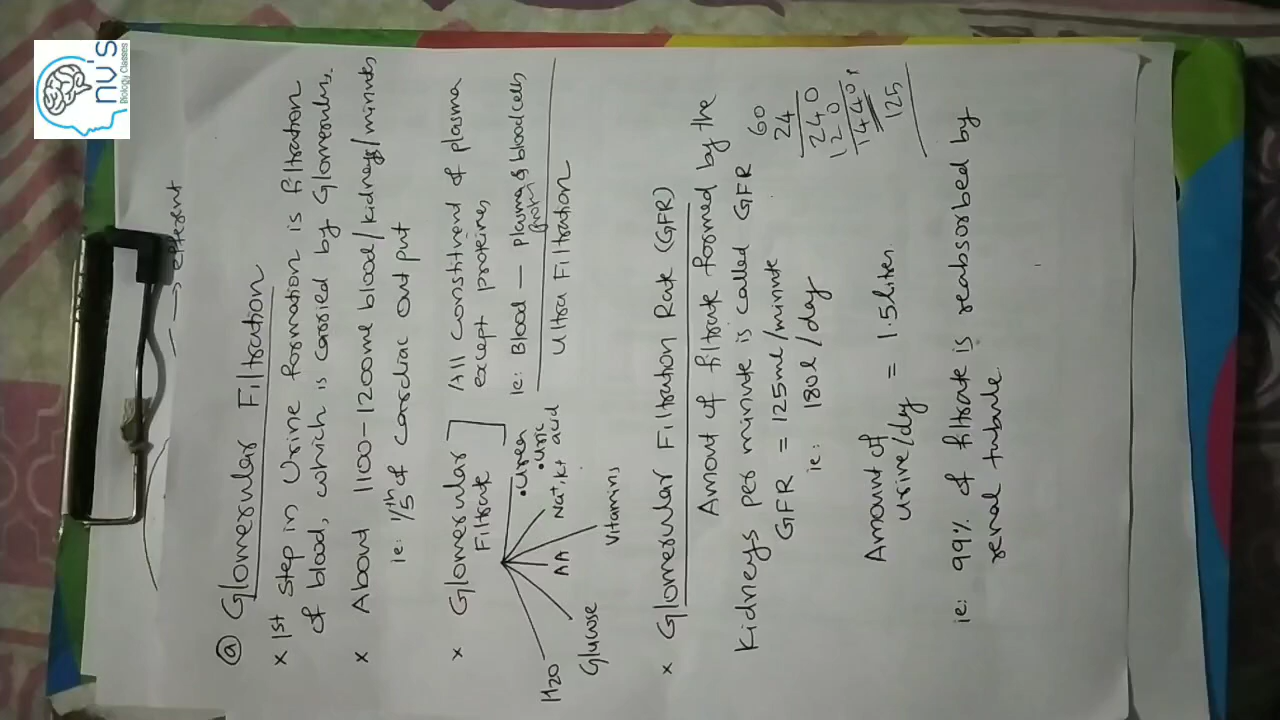 nv's
Biology Classes
→ efferent
ⓐ Glomerular Filtration
x 1st step in Urine formation is filtration
of blood, which is carried by Glomerulus.
x About 1100-1200ml blood/kidneys/minutes
ie: 1/5th of cardiac out put
x Glomerular Filtrate
All constituent of plasma
except proteins
ie: Blood — plasma protein & blood cells
Ultra Filtration
H2O
Glucose
AA
Vitamins
Na+, K+
• Uric acid
• Urea
x Glomerular Filtration Rate (GFR)
Amount of filtrate formed by the
Kidneys per minute is called GFR
GFR = 125ml/minute
ie: 180l/day
60
24
240
120
1440
125
Amount of
urine/dy = 1.5 liter
ie: 99% of filtrate is reabsorbed by
renal tubule.